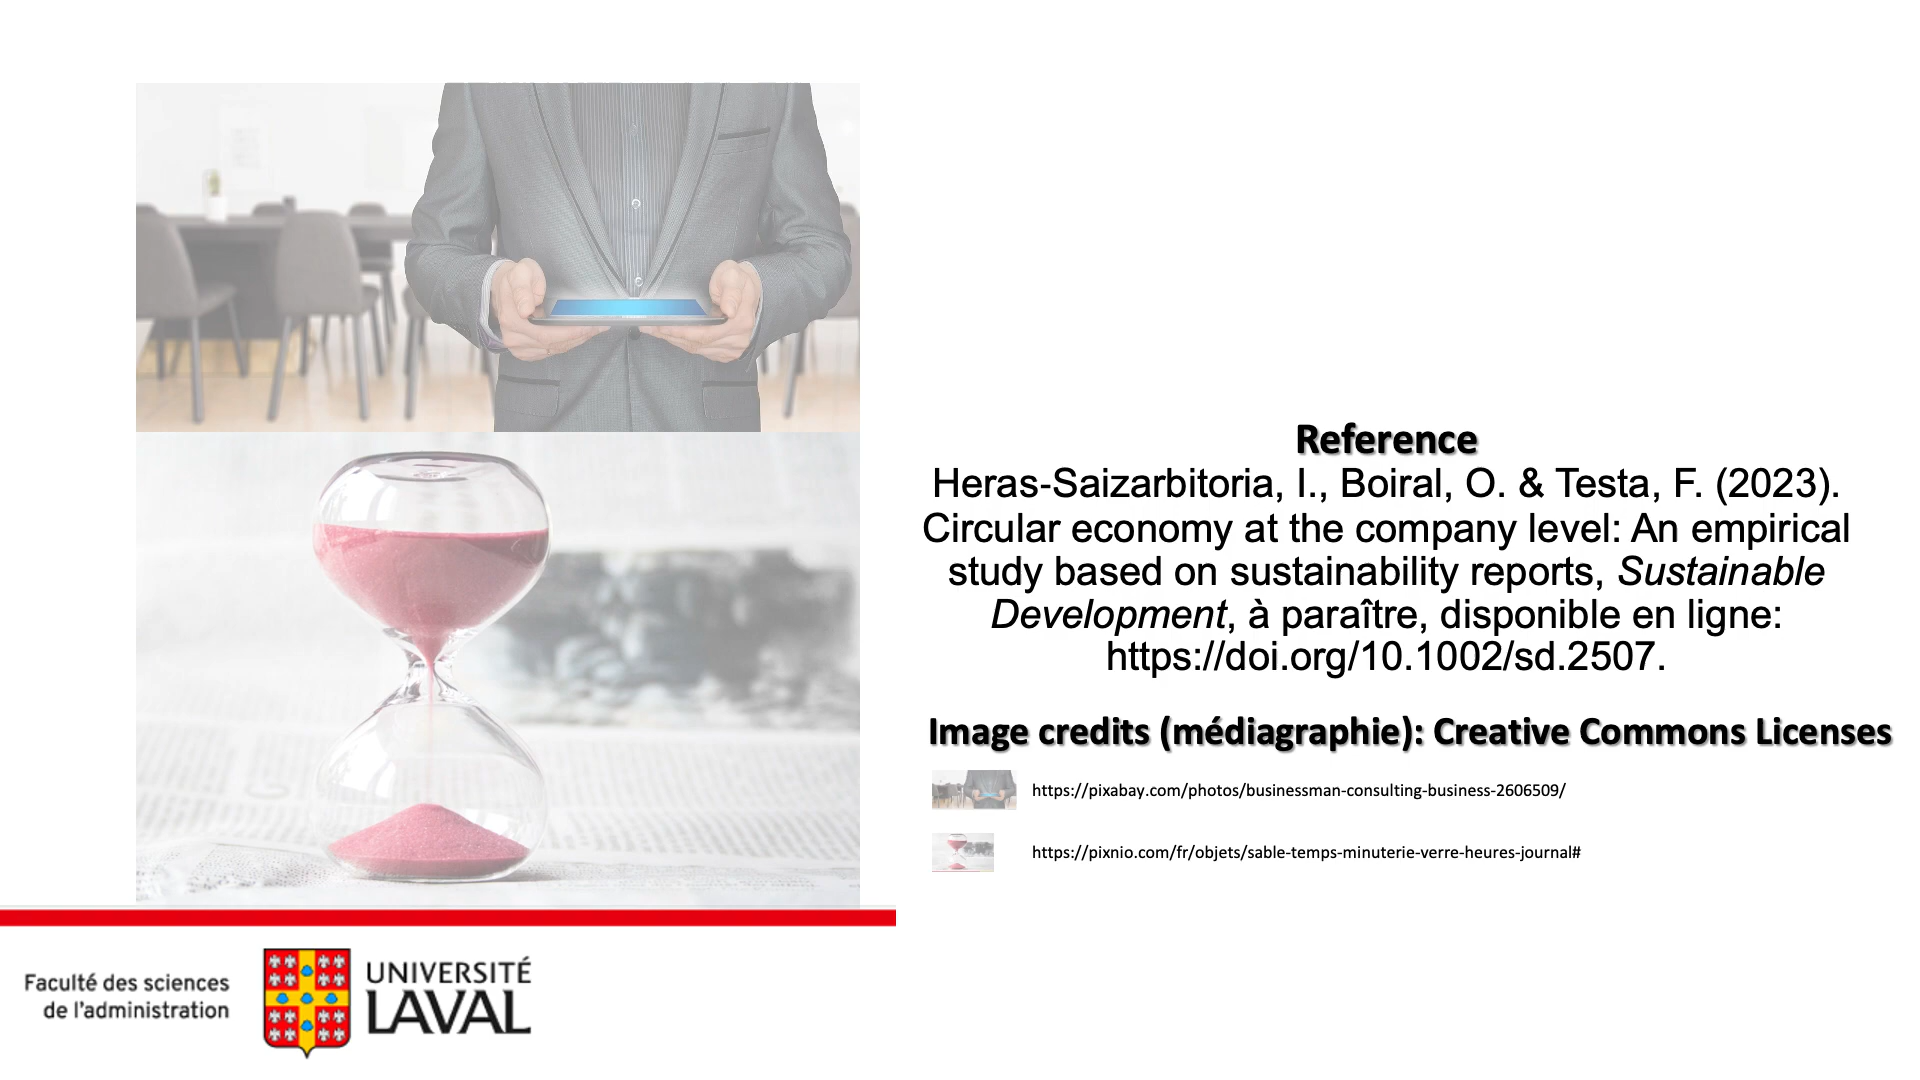 Reference
Heras-Saizarbitoria, I., Boiral, O. & Testa, F. (2023).
Circular economy at the company level: An empirical
study based on sustainability reports, Sustainable
Development, à paraître, disponible en ligne:
https://doi.org/10.1002/sd.2507.
Image credits (médiagraphie): Creative Commons Licenses
https://pixabay.com/photos/businessman-consulting-business-2606509/
https://pixnio.com/fr/objets/sable-temps-minuterie-verre-heures-journal#
Faculté des sciences
de l'administration
UNIVERSITÉ
LAVAL